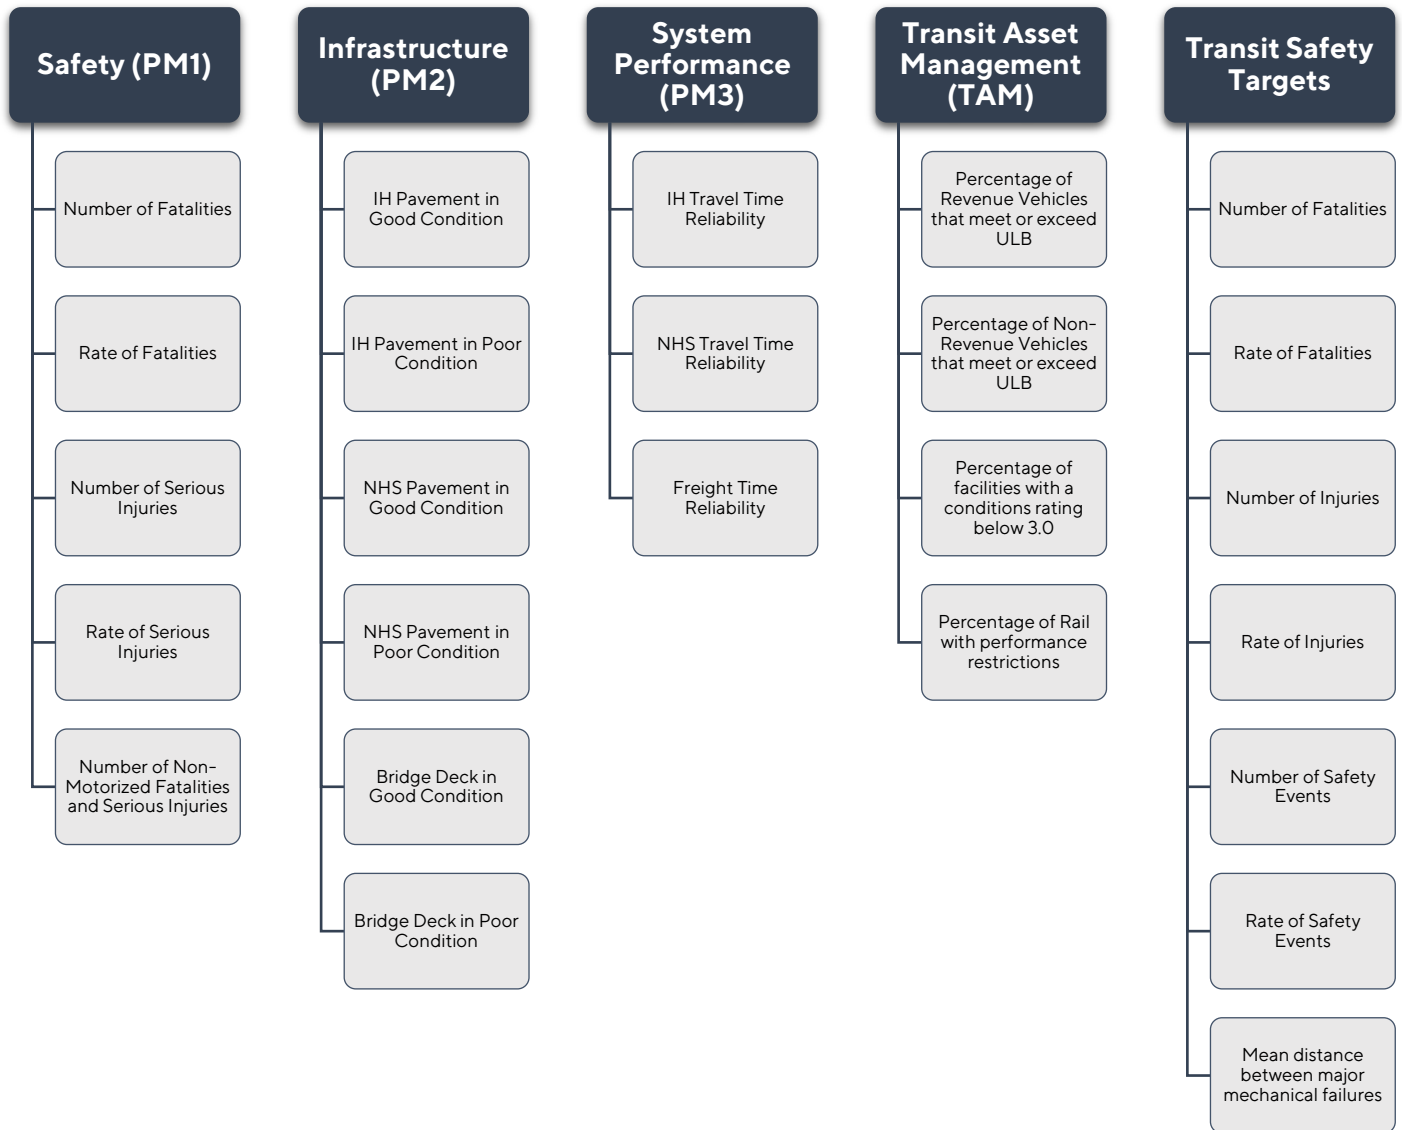 Safety (PM1)
Number of Fatalities
Rate of Fatalities
Number of Serious
Injuries
Rate of Serious
Injuries
Number of Non-
Motorized Fatalities
and Serious Injuries
Infrastructure
(PM2)
IH Pavement in
Good Condition
IH Pavement in Poor
Condition
NHS Pavement in
Good Condition
NHS Pavement in
Poor Condition
Bridge Deck in
Good Condition
Bridge Deck in Poor
Condition
System
Performance
(PM3)
IH Travel Time
Reliability
NHS Travel Time
Reliability
Freight Time
Reliability
Transit Asset
Management
(TAM)
Percentage of
Revenue Vehicles
that meet or exceed
ULB
Percentage of Non-
Revenue Vehicles
that meet or exceed
ULB
Percentage of
facilities with a
conditions rating
below 3.0
Percentage of Rail
with performance
restrictions
Transit Safety
Targets
Number of Fatalities
Rate of Fatalities
Number of Injuries
Rate of Injuries
Number of Safety
Events
Rate of Safety
Events
Mean distance
between major
mechanical failures